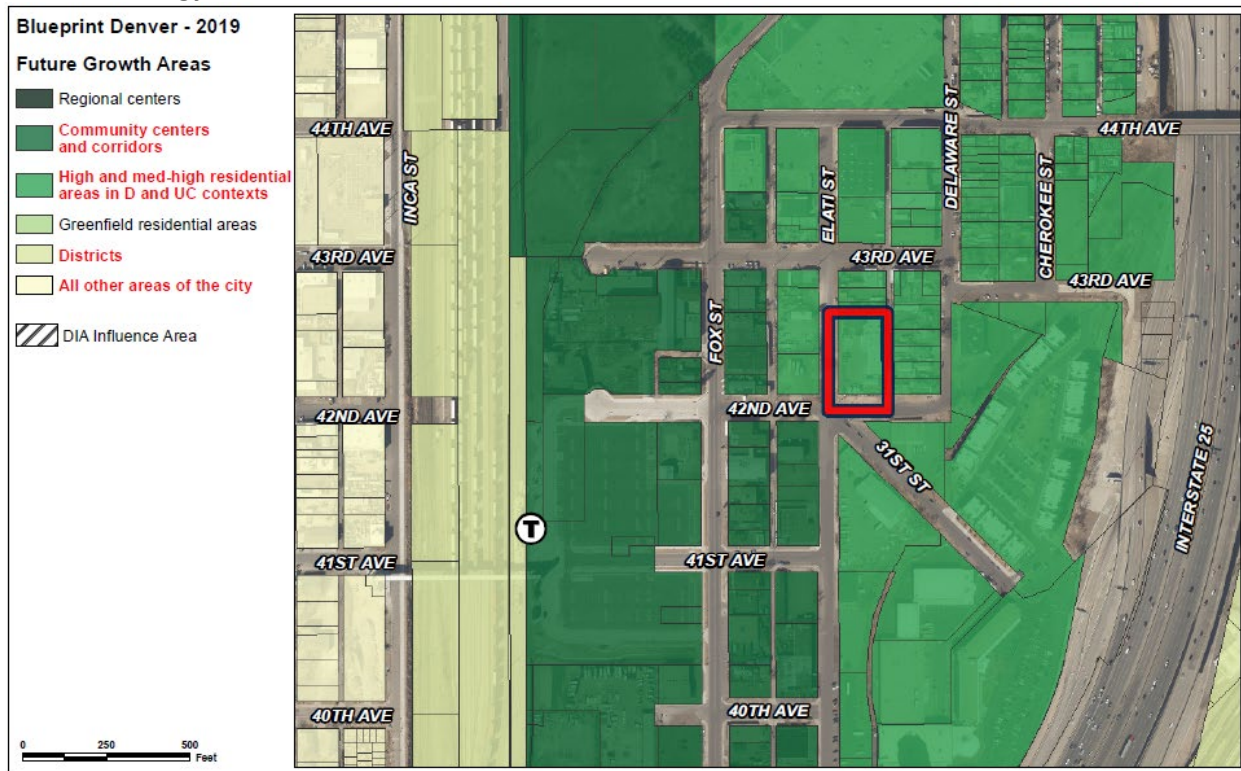 Blueprint Denver - 2019
Future Growth Areas
Regional centers
Community centers
and corridors
High and med-high residential
areas in D and UC contexts
Greenfield residential areas
Districts
All other areas of the city
DIA Influence Area
0 250 500
Feet
44TH AVE
44TH AVE
INCA ST
ELATI ST
DELAWARE ST
CHEROKEE ST
43RD AVE
43RD AVE
43RD AVE
FOX ST
42ND AVE
42ND AVE
31ST ST
INTERSTATE 25
T
41ST AVE
41ST AVE
40TH AVE
40TH AVE